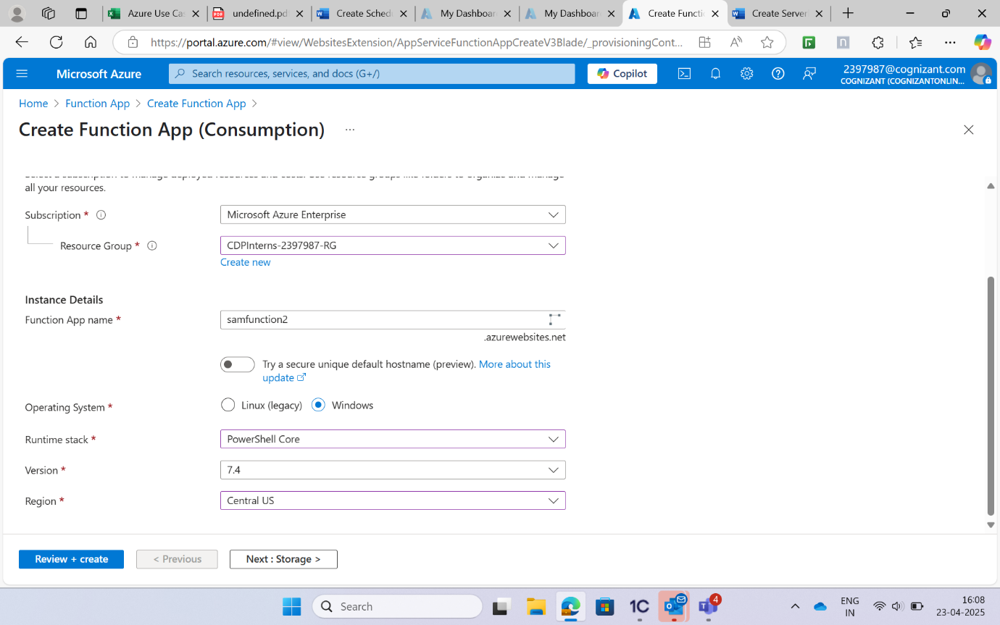 Azure Use Ca
undefined.pd
Create Sched
My Dashboar
My Dashboar
Create Functi
Create Server
https://portal.azure.com/#view/WebsitesExtension/AppServiceFunctionAppCreateV3Blade/_provisioningCont...
Microsoft Azure
Search resources, services, and docs (G+/)
Copilot
2397987@cognizant.com
COGNIZANT (COGNIZANTONLIN...
Home > Function App > Create Function App >
Create Function App (Consumption) ...
Select a subscription to manage deployed resources and costs. Use resource groups like folders to organize and manage
all your resources.
Subscription *
Microsoft Azure Enterprise
Resource Group *
CDPInterns-2397987-RG
Create new
Instance Details
Function App name *
samfunction2
.azurewebsites.net
Try a secure unique default hostname (preview). More about this
update
Operating System *
Linux (legacy)
Windows
Runtime stack *
PowerShell Core
Version *
7.4
Region *
Central US
Review + create
< Previous
Next : Storage >
Search
1C
4
ENG
IN
16:08
23-04-2025